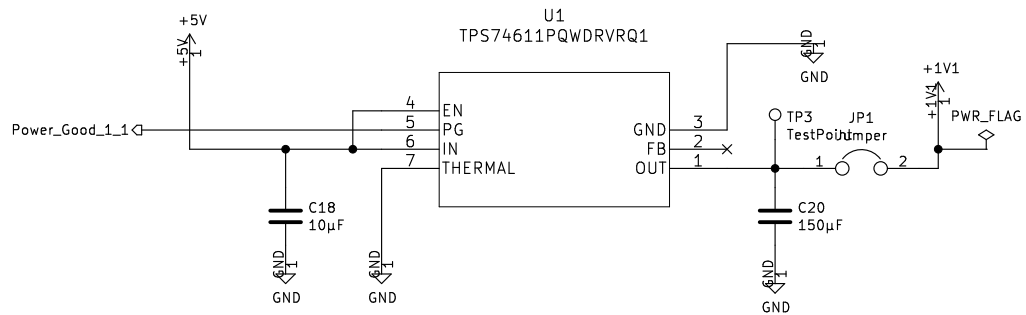 U1
TPS74611PQWDRVRQ1
+5V
+5V
1
GND
1
GND
+1V1
+1V1
1
PWR_FLAG
4
EN
Power_Good_1_1
5
PG
GND
3
TP3
TestPoint
JP1
Jumper
6
IN
FB
2
7
THERMAL
OUT
1
1
2
C18
10µF
C20
150µF
GND
1
GND
GND
1
GND
GND
1
GND